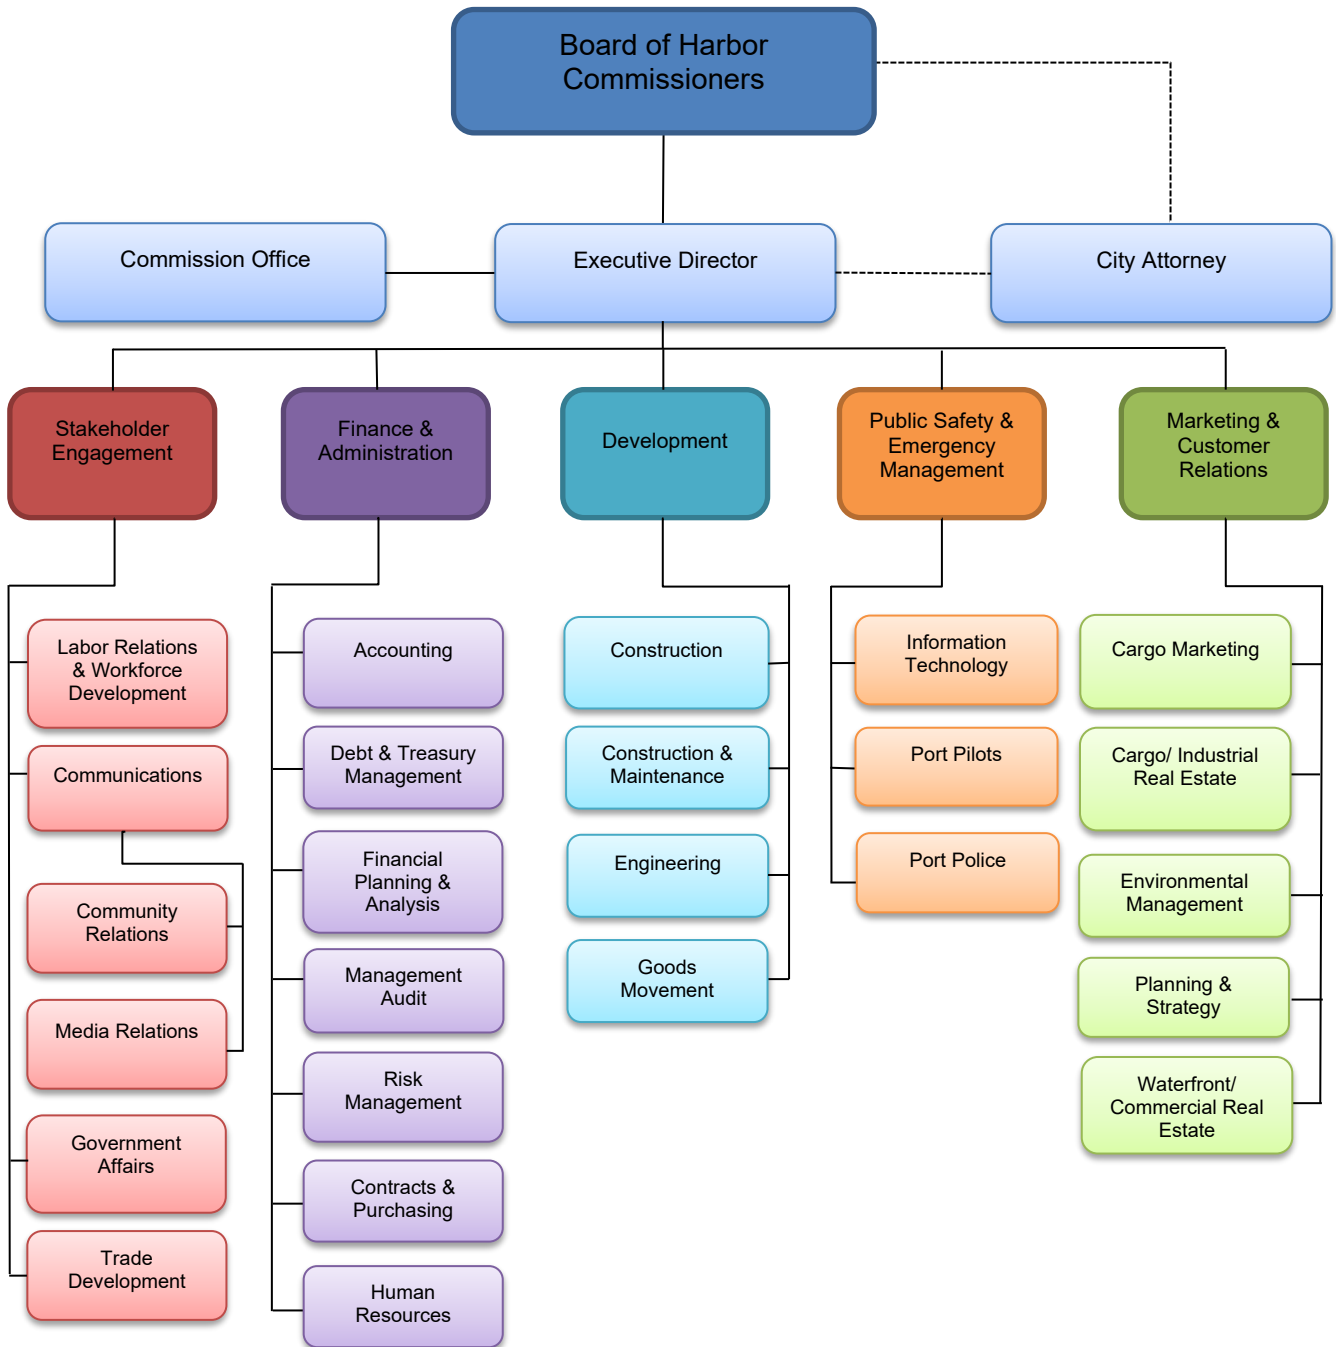 Board of Harbor
Commissioners
Commission Office
Executive Director
City Attorney
Stakeholder
Engagement
Finance &
Administration
Development
Public Safety &
Emergency
Management
Marketing &
Customer
Relations
Labor Relations
& Workforce
Development
Communications
Community
Relations
Media Relations
Government
Affairs
Trade
Development
Accounting
Debt & Treasury
Management
Financial
Planning &
Analysis
Management
Audit
Risk
Management
Contracts &
Purchasing
Human
Resources
Construction
Construction &
Maintenance
Engineering
Goods
Movement
Information
Technology
Port Pilots
Port Police
Cargo Marketing
Cargo/ Industrial
Real Estate
Environmental
Management
Planning &
Strategy
Waterfront/
Commercial Real
Estate